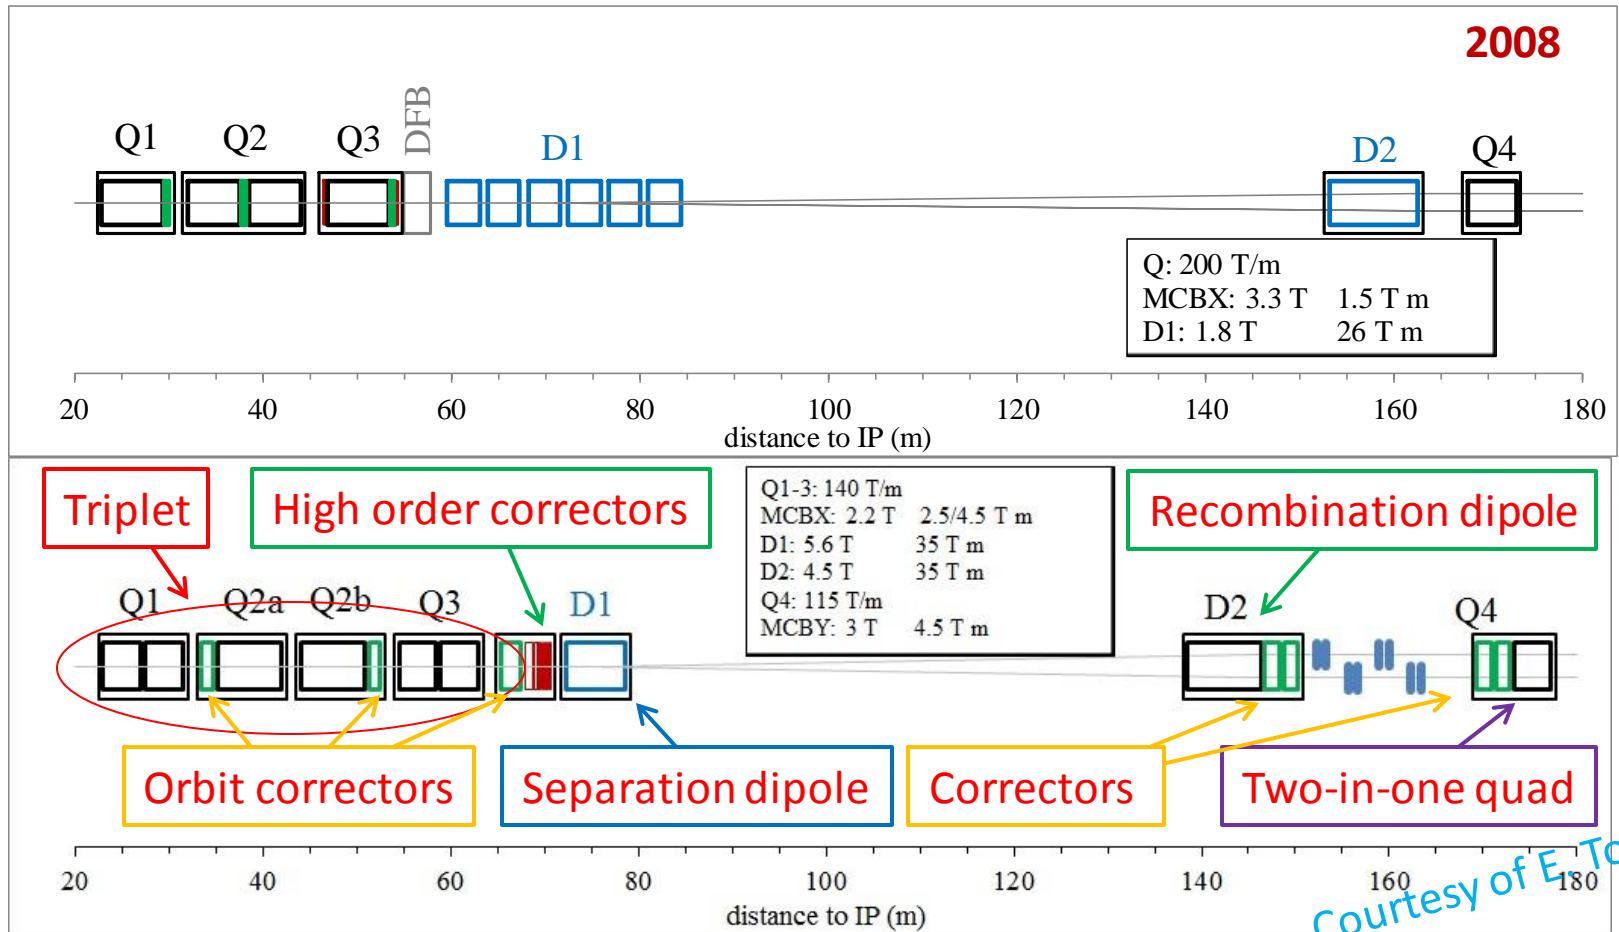 2008
Q1 Q2 Q3 DFB D1 D2 Q4
Q: 200 T/m
MCBX: 3.3 T 1.5 T m
D1: 1.8 T 26 T m
20 40 60 80 100 120 140 160 180
distance to IP (m)
Triplet
High order correctors
Q1-3: 140 T/m
MCBX: 2.2 T 2.5/4.5 T m
D1: 5.6 T 35 T m
D2: 4.5 T 35 T m
Q4: 115 T/m
MCBY: 3 T 4.5 T m
Recombination dipole
Q1 Q2a Q2b Q3 D1 D2 Q4
Orbit correctors
Separation dipole
Correctors
Two-in-one quad
20 40 60 80 100 120 140 160 180
distance to IP (m)
Courtesy of E.